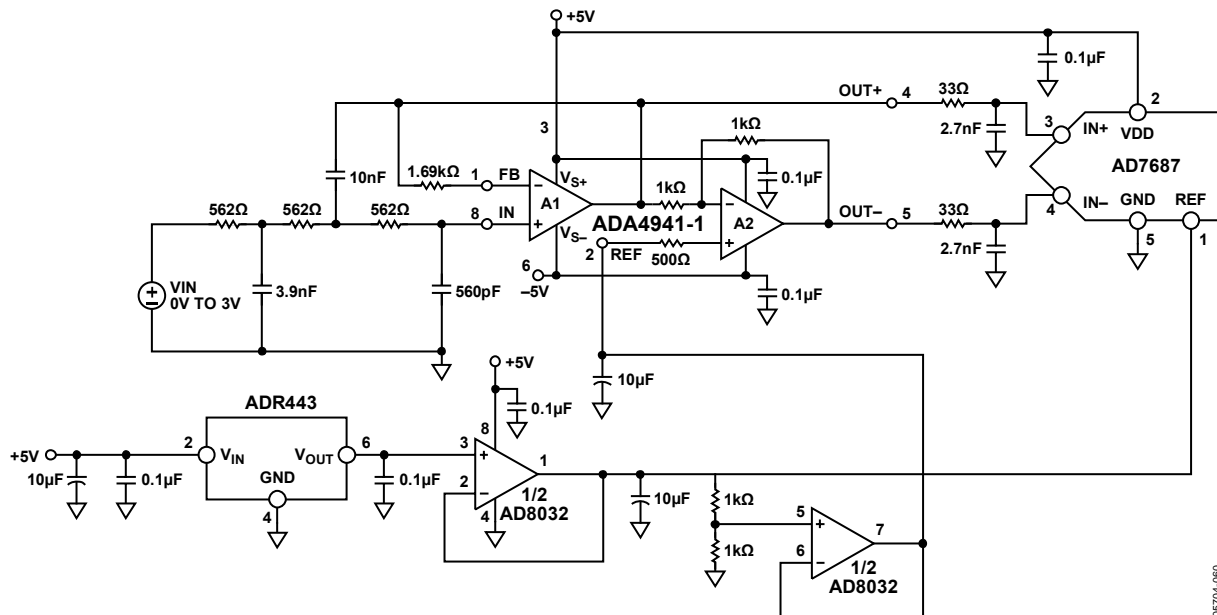 +5V
0.1µF
33Ω
OUT+ 4
2
3
IN+
VDD
2.7nF
AD7687
1kΩ
3
10nF
1.69kΩ
1
FB
VS+
0.1µF
A1
1kΩ
A2
ADA4941-1
562Ω
562Ω
562Ω
8
IN
VS−
OUT−
5
33Ω
4
IN−
GND
REF
5
1
2.7nF
2
REF
500Ω
6
−5V
0.1µF
VIN
0V TO 3V
3.9nF
560pF
10µF
+5V
0.1µF
ADR443
+5V
2
VIN
VOUT
6
GND
4
10µF
0.1µF
0.1µF
8
3
2
1
4
1/2
AD8032
10µF
1kΩ
1kΩ
5
6
7
1/2
AD8032
05704-060